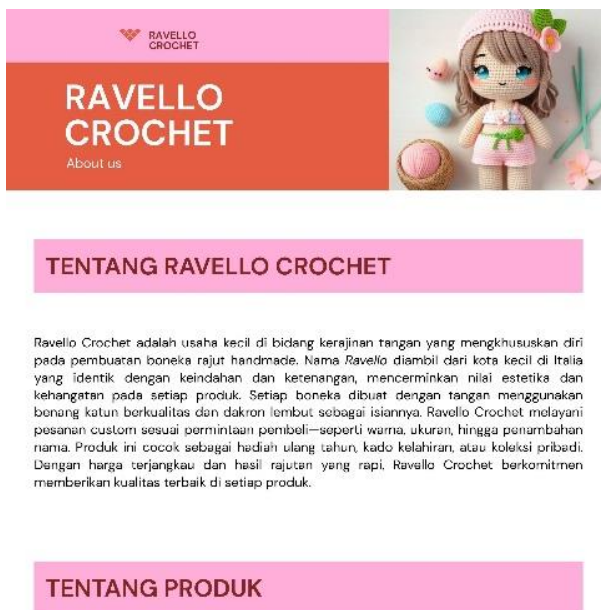 RAVELLO
CROCHET
RAVELLO
CROCHET
About us
TENTANG RAVELLO CROCHET
Ravello Crochet adalah usaha kecil di bidang kerajinan tangan yang mengkhususkan diri
pada pembuatan boneka rajut handmade. Nama Ravello diambil dari kota kecil di Italia
yang identik dengan keindahan dan ketenangan, mencerminkan nilai estetika dan
kehangatan pada setiap produk. Setiap boneka dibuat dengan tangan menggunakan
benang katun berkualitas dan dakron lembut sebagai isiannya. Ravello Crochet melayani
pesanan custom sesuai permintaan pembeli—seperti warna, ukuran, hingga penambahan
nama. Produk ini cocok sebagai hadiah ulang tahun, kado kelahiran, atau koleksi pribadi.
Dengan harga terjangkau dan hasil rajutan yang rapi, Ravello Crochet berkomitmen
memberikan kualitas terbaik di setiap produk.
TENTANG PRODUK